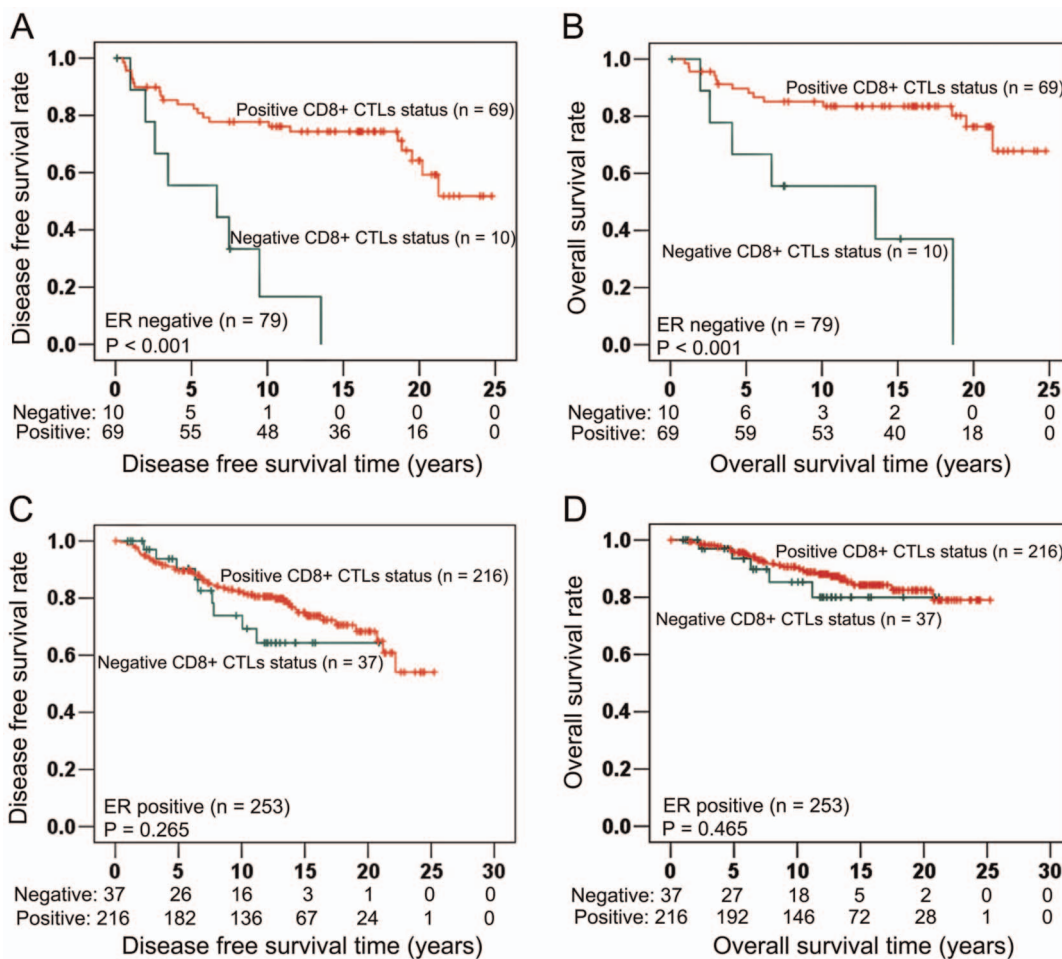 A
Disease free survival rate
1.0
0.8
0.6
0.4
0.2
0.0
Positive CD8+ CTLs status (n = 69)
Negative CD8+ CTLs status (n = 10)
ER negative (n = 79)
P < 0.001
0 5 10 15 20 25
Negative: 10 5 1 0 0 0
Positive: 69 55 48 36 16 0
Disease free survival time (years)
B
Overall survival rate
1.0
0.8
0.6
0.4
0.2
0.0
Positive CD8+ CTLs status (n = 69)
Negative CD8+ CTLs status (n = 10)
ER negative (n = 79)
P < 0.001
0 5 10 15 20 25
Negative: 10 6 3 2 0 0
Positive: 69 59 53 40 18 0
Overall survival time (years)
C
Disease free survival rate
1.0
0.8
0.6
0.4
0.2
0.0
Positive CD8+ CTLs status (n = 216)
Negative CD8+ CTLs status (n = 37)
ER positive (n = 253)
P = 0.265
0 5 10 15 20 25 30
Negative: 37 26 16 3 1 0 0
Positive: 216 182 136 67 24 1 0
Disease free survival time (years)
D
Overall survival rate
1.0
0.8
0.6
0.4
0.2
0.0
Positive CD8+ CTLs status (n = 216)
Negative CD8+ CTLs status (n = 37)
ER positive (n = 253)
P = 0.465
0 5 10 15 20 25 30
Negative: 37 27 18 5 2 0 0
Positive: 216 192 146 72 28 1 0
Overall survival time (years)